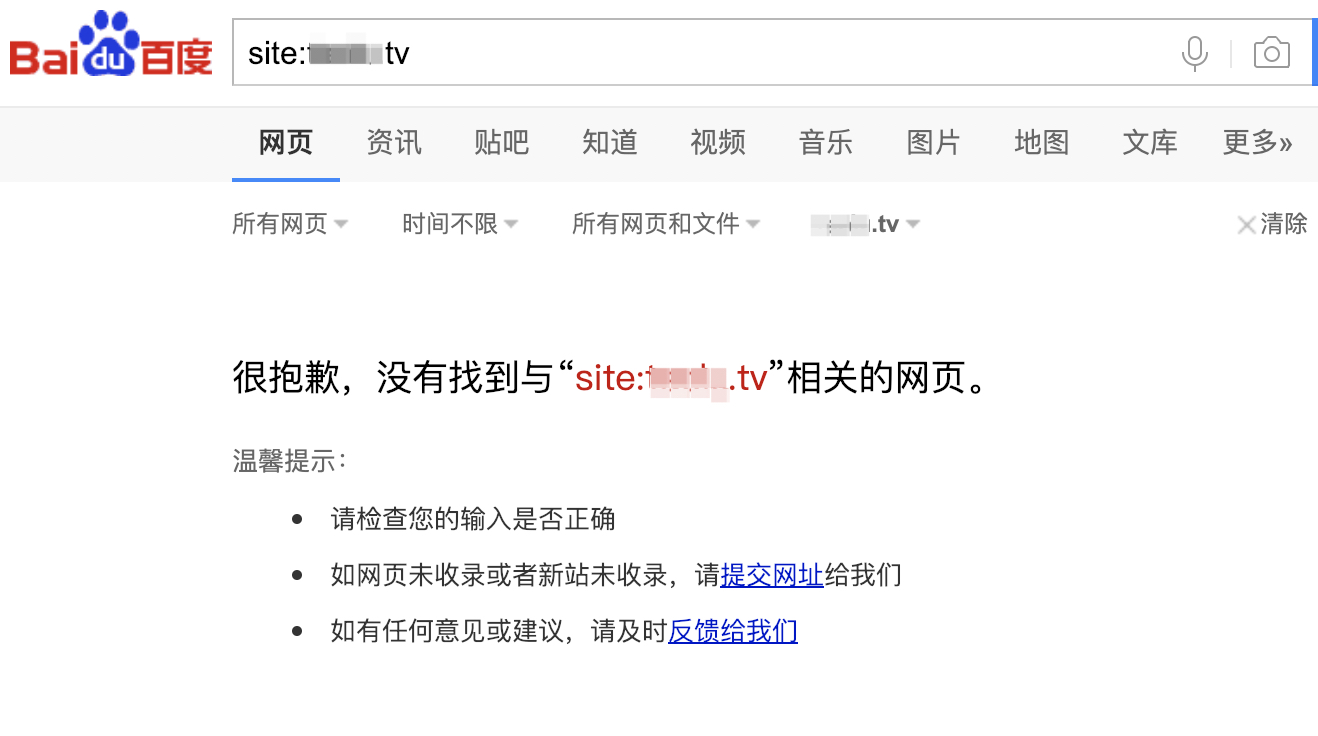 Bai du 百度
site: tv
网页 资讯 贴吧 知道 视频 音乐 图片 地图 文库 更多»
所有网页 时间不限 所有网页和文件 .tv 清除
很抱歉，没有找到与“site: .tv”相关的网页。
温馨提示：
请检查您的输入是否正确
如网页未收录或者新站未收录，请提交网址给我们
如有任何意见或建议，请及时反馈给我们